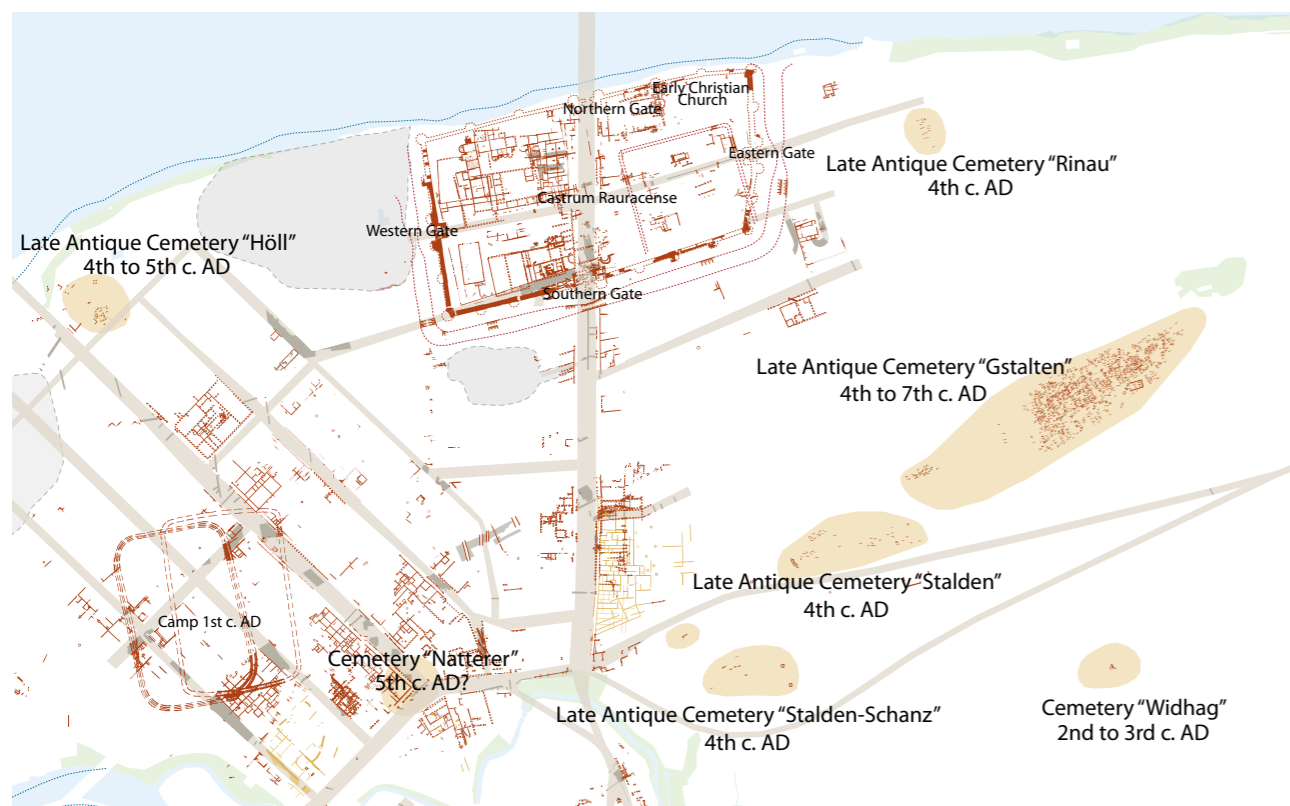 Early Christian
Church
Northern Gate
Eastern Gate
Late Antique Cemetery “Rinau”
4th c. AD
Castrum Rauracense
Western Gate
Late Antique Cemetery “Höll”
4th to 5th c. AD
Southern Gate
Late Antique Cemetery “Gstalten”
4th to 7th c. AD
Late Antique Cemetery “Stalden”
4th c. AD
Camp 1st c. AD
Cemetery “Natterer”
5th c. AD?
Late Antique Cemetery “Stalden-Schanz”
4th c. AD
Cemetery “Widhag”
2nd to 3rd c. AD